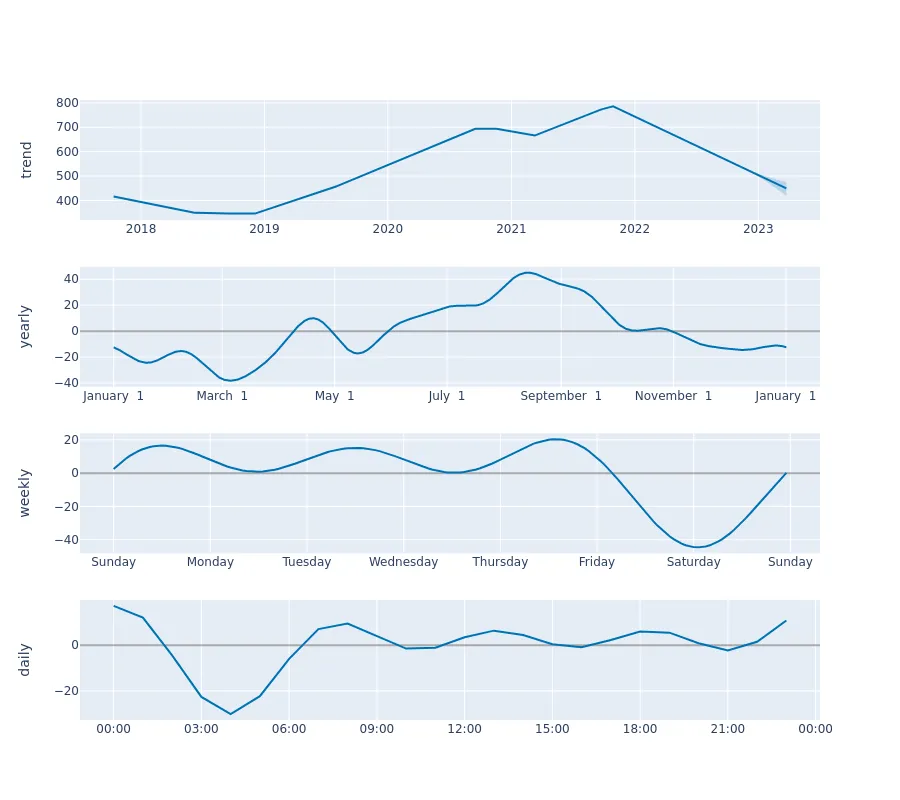 trend
800
700
600
500
400
2018 2019 2020 2021 2022 2023
yearly
40
20
0
−20
−40
January 1 March 1 May 1 July 1 September 1 November 1 January 1
weekly
20
0
−20
−40
Sunday Monday Tuesday Wednesday Thursday Friday Saturday Sunday
daily
0
−20
00:00 03:00 06:00 09:00 12:00 15:00 18:00 21:00 00:00